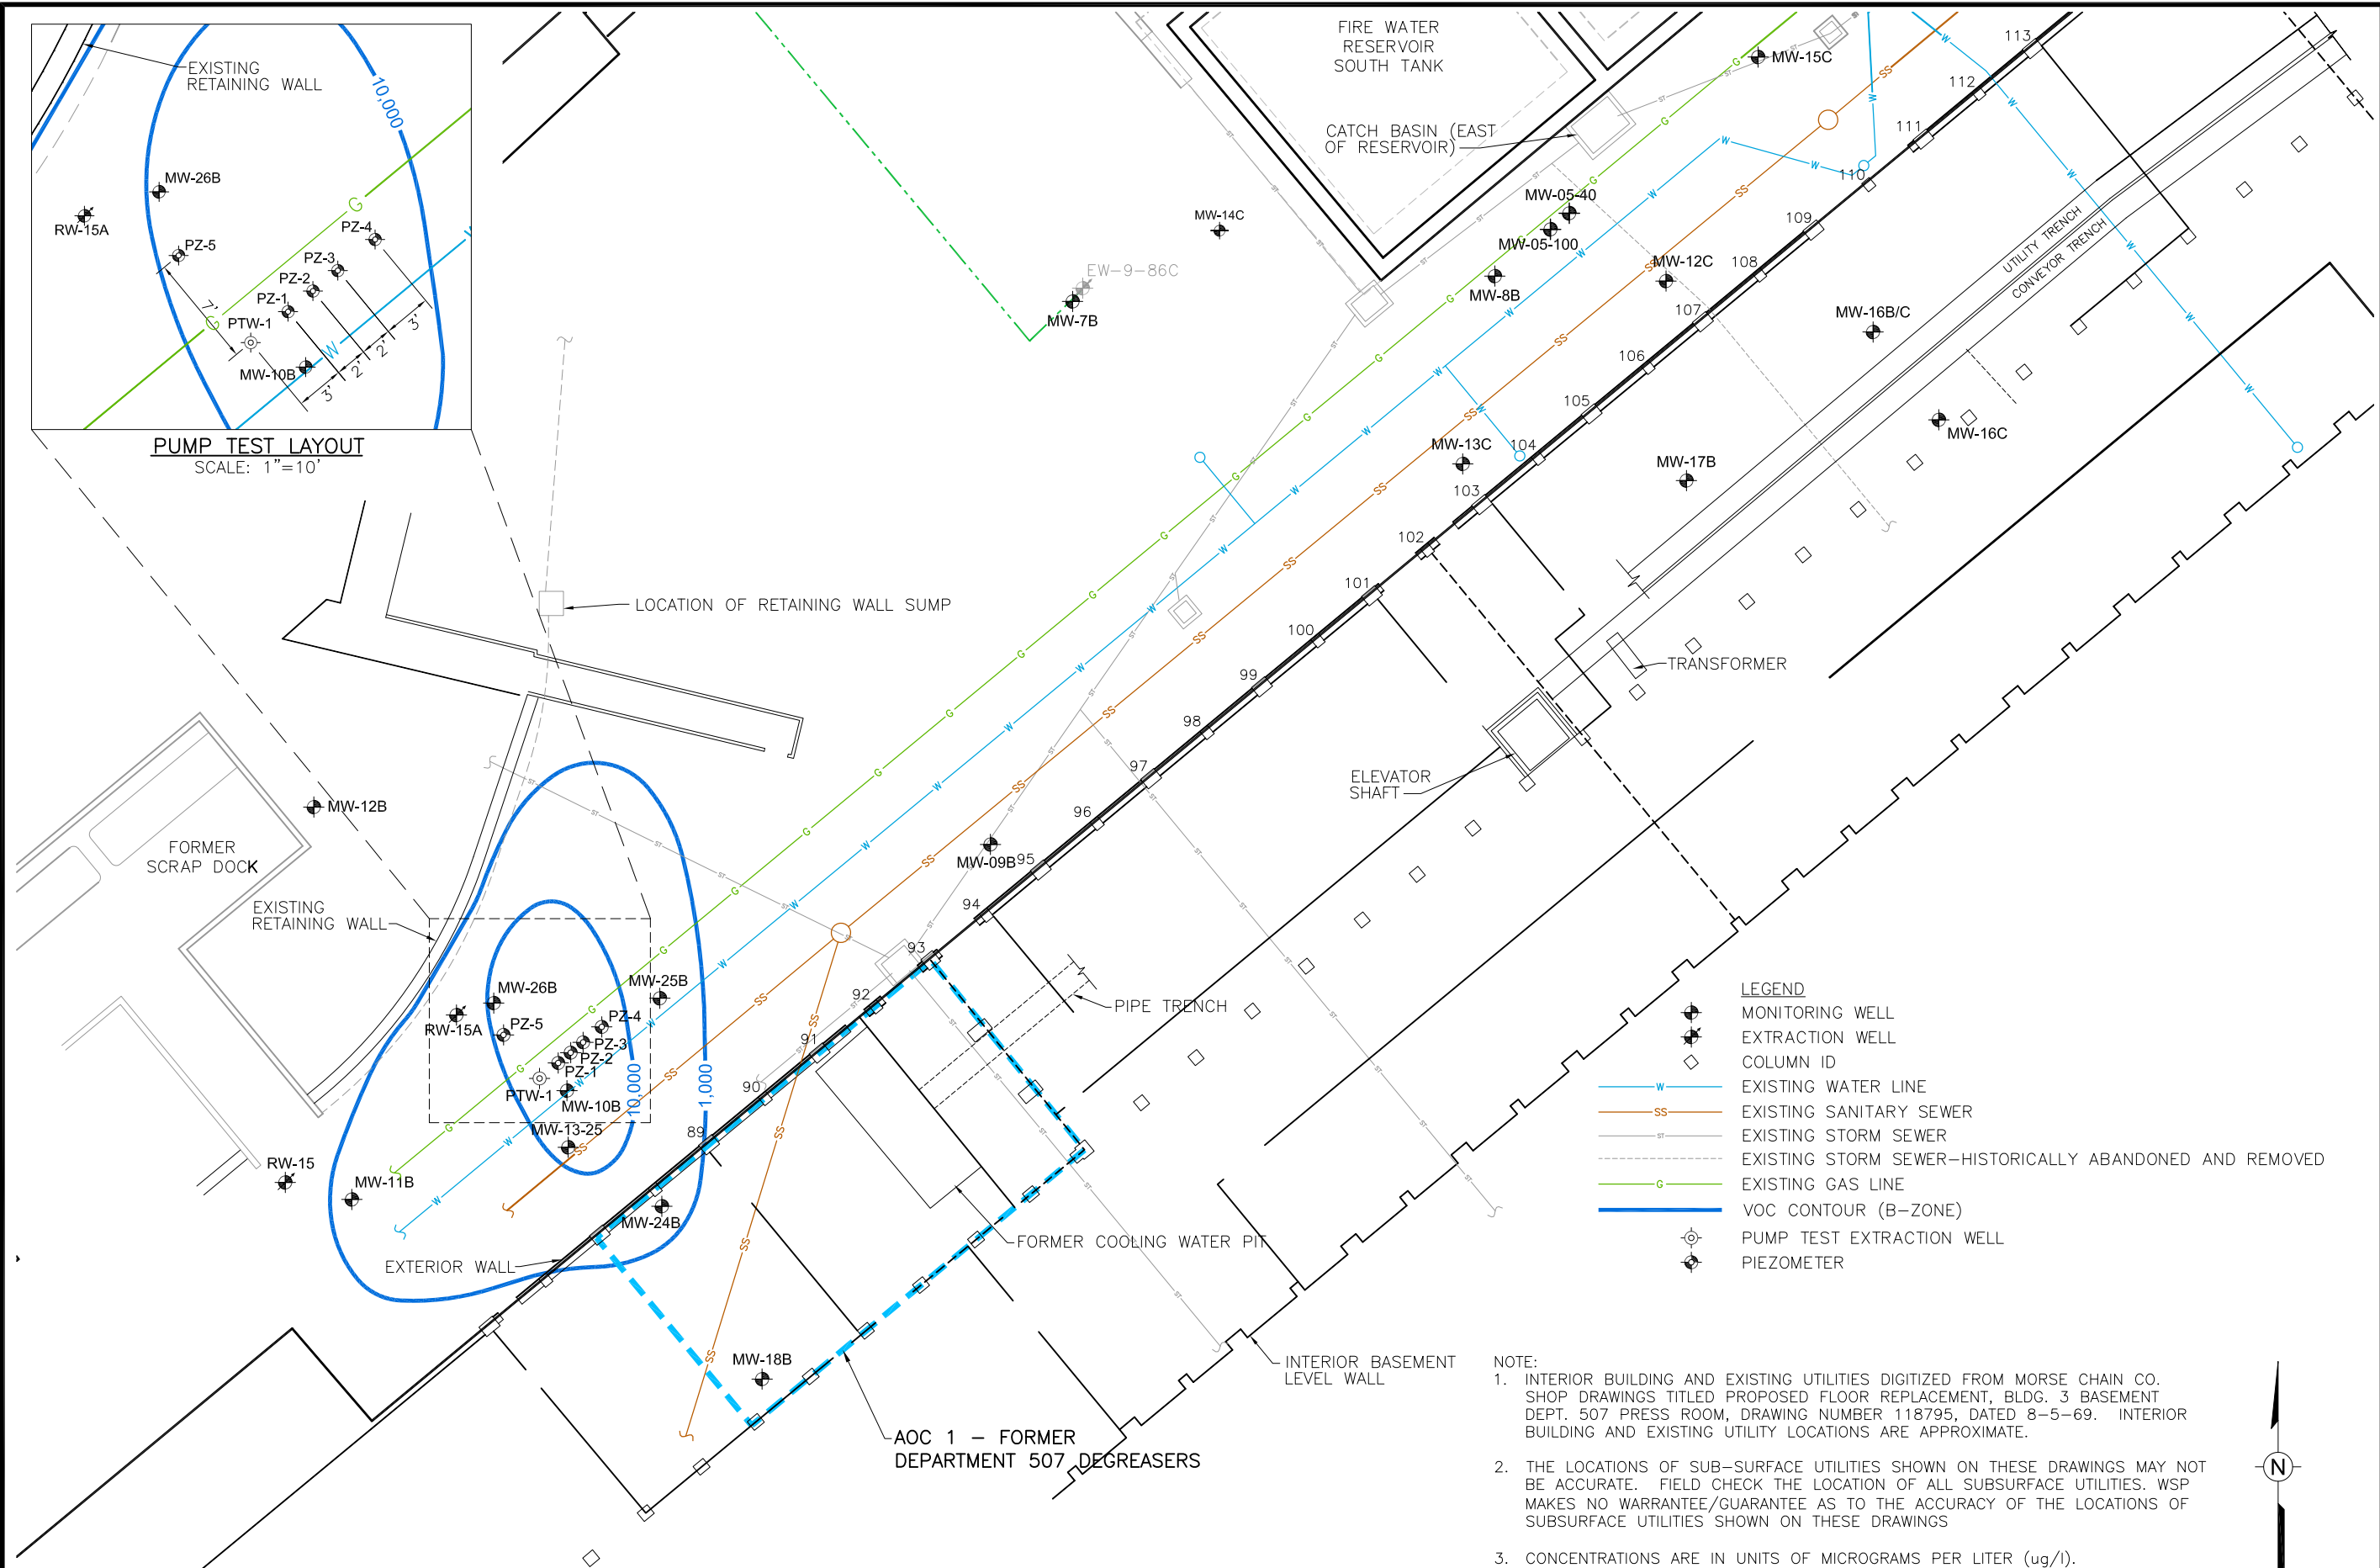 EXISTING
RETAINING WALL
10,000
MW-26B
RW-15A
PZ-5
PZ-4
PZ-3
PZ-2
PZ-1
PTW-1
MW-10B
G
G
W
7'
3'
2'
2'
3'
PUMP TEST LAYOUT
SCALE: 1"=10'
FIRE WATER
RESERVOIR
SOUTH TANK
CATCH BASIN (EAST
OF RESERVOIR)
MW-15C
MW-14C
EW-9-86C
MW-7B
MW-05-40
MW-05-100
MW-8B
MW-12C
MW-13C
MW-16B/C
MW-16C
MW-17B
UTILITY TRENCH
CONVEYOR TRENCH
113
112
111
110
109
108
107
106
105
104
103
102
101
100
99
98
97
96
95
94
93
92
91
90
89
LOCATION OF RETAINING WALL SUMP
TRANSFORMER
ELEVATOR
SHAFT
MW-12B
FORMER
SCRAP DOCK
EXISTING
RETAINING WALL
MW-09B
MW-26B
MW-25B
RW-15A
PZ-5
PZ-4
PZ-3
PZ-2
PZ-1
PTW-1
MW-10B
MW-13-25
10,000
1,000
RW-15
MW-11B
MW-24B
EXTERIOR WALL
PIPE TRENCH
FORMER COOLING WATER PIT
MW-18B
INTERIOR BASEMENT
LEVEL WALL
AOC 1 - FORMER
DEPARTMENT 507 DEGREASERS
LEGEND
MONITORING WELL
EXTRACTION WELL
COLUMN ID
W EXISTING WATER LINE
SS EXISTING SANITARY SEWER
ST EXISTING STORM SEWER
EXISTING STORM SEWER-HISTORICALLY ABANDONED AND REMOVED
G EXISTING GAS LINE
VOC CONTOUR (B-ZONE)
PUMP TEST EXTRACTION WELL
PIEZOMETER
NOTE:
1. INTERIOR BUILDING AND EXISTING UTILITIES DIGITIZED FROM MORSE CHAIN CO.
SHOP DRAWINGS TITLED PROPOSED FLOOR REPLACEMENT, BLDG. 3 BASEMENT
DEPT. 507 PRESS ROOM, DRAWING NUMBER 118795, DATED 8-5-69. INTERIOR
BUILDING AND EXISTING UTILITY LOCATIONS ARE APPROXIMATE.
2. THE LOCATIONS OF SUB-SURFACE UTILITIES SHOWN ON THESE DRAWINGS MAY NOT
BE ACCURATE. FIELD CHECK THE LOCATION OF ALL SUBSURFACE UTILITIES. WSP
MAKES NO WARRANTEE/GUARANTEE AS TO THE ACCURACY OF THE LOCATIONS OF
SUBSURFACE UTILITIES SHOWN ON THESE DRAWINGS
3. CONCENTRATIONS ARE IN UNITS OF MICROGRAMS PER LITER (ug/l).
N